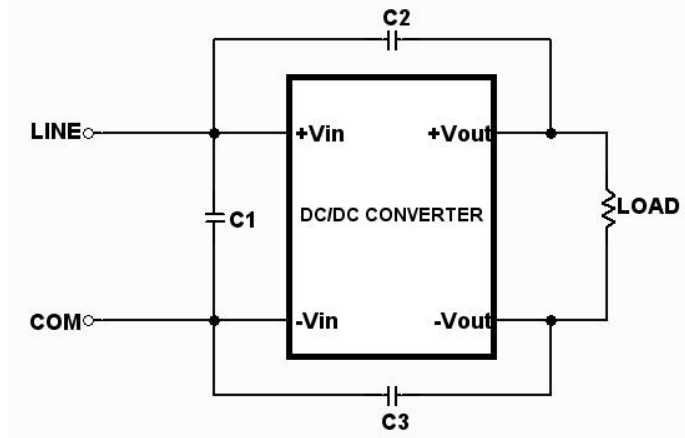 C2
LINE
+Vin
+Vout
C1
DC/DC CONVERTER
LOAD
COM
-Vin
-Vout
C3